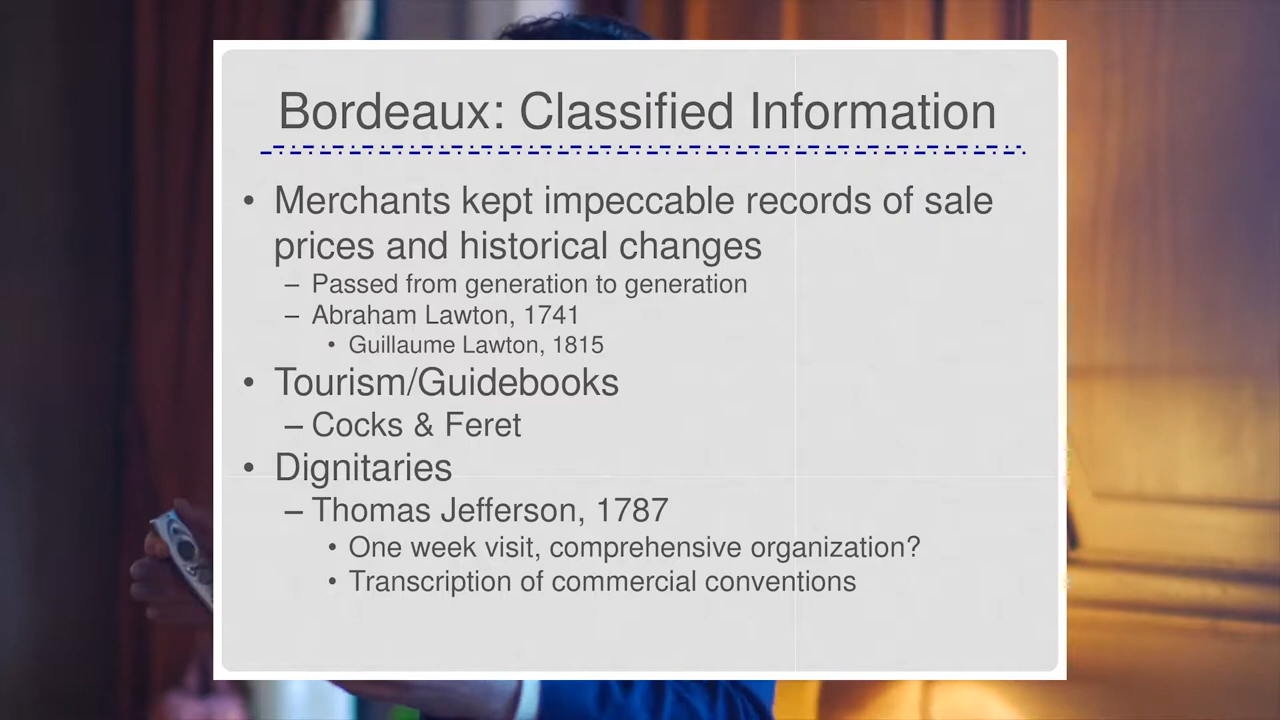 Bordeaux: Classified Information
• Merchants kept impeccable records of sale
prices and historical changes
– Passed from generation to generation
– Abraham Lawton, 1741
• Guillaume Lawton, 1815
• Tourism/Guidebooks
– Cocks & Feret
• Dignitaries
– Thomas Jefferson, 1787
• One week visit, comprehensive organization?
• Transcription of commercial conventions